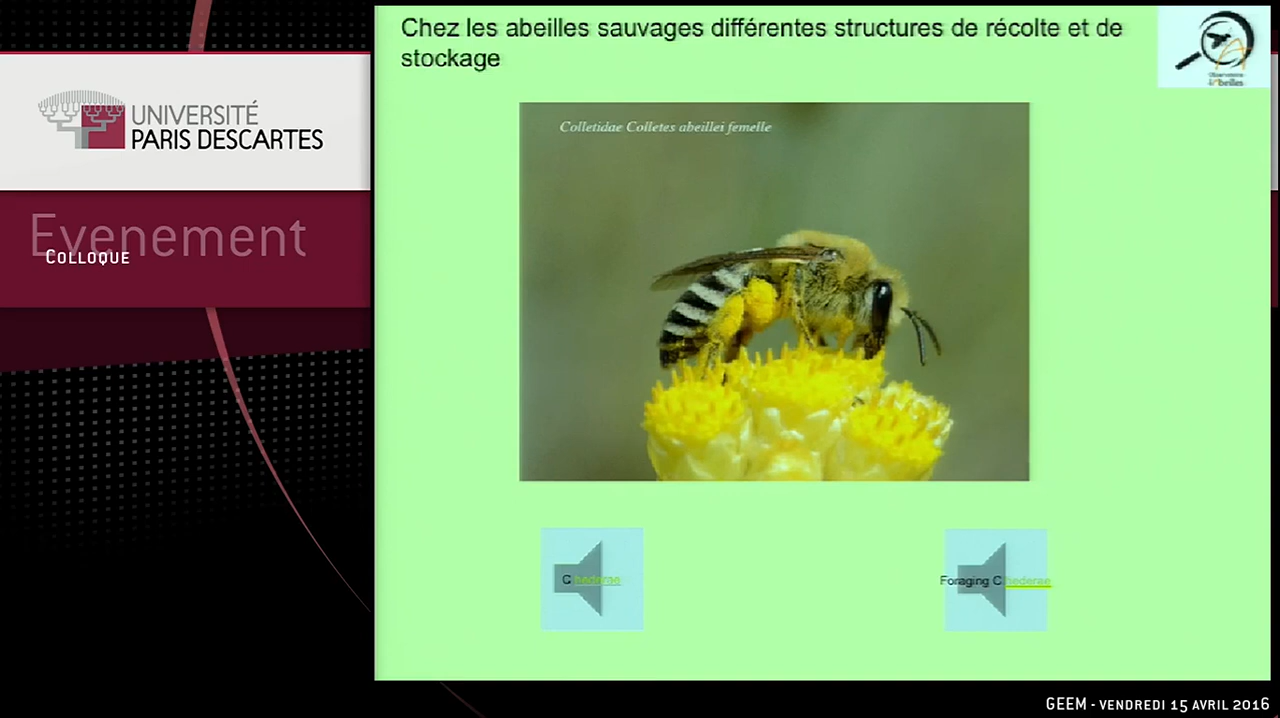 Chez les abeilles sauvages différentes structures de récolte et de
stockage
UNIVERSITÉ
PARIS DESCARTES
Evenement
COLLOQUE
Colletidae Colletes abeillei femelle
C hederae
Foraging C hederae
GEEM - VENDREDI 15 AVRIL 2016